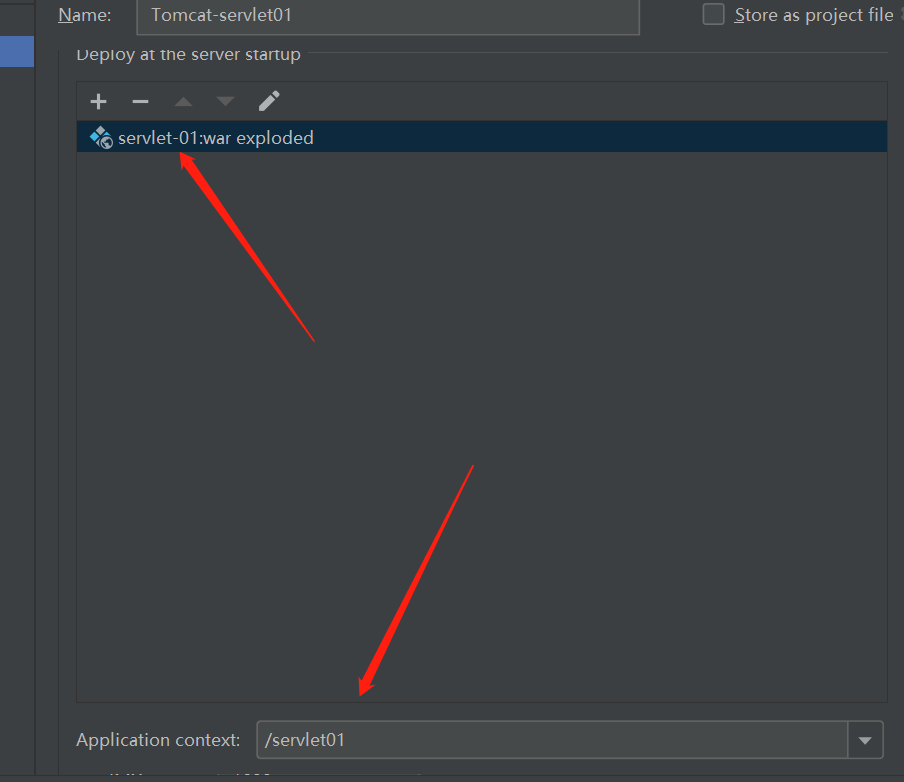 Name: Tomcat-servlet01 Store as project file
Deploy at the server startup
servlet-01:war exploded
Application context: /servlet01